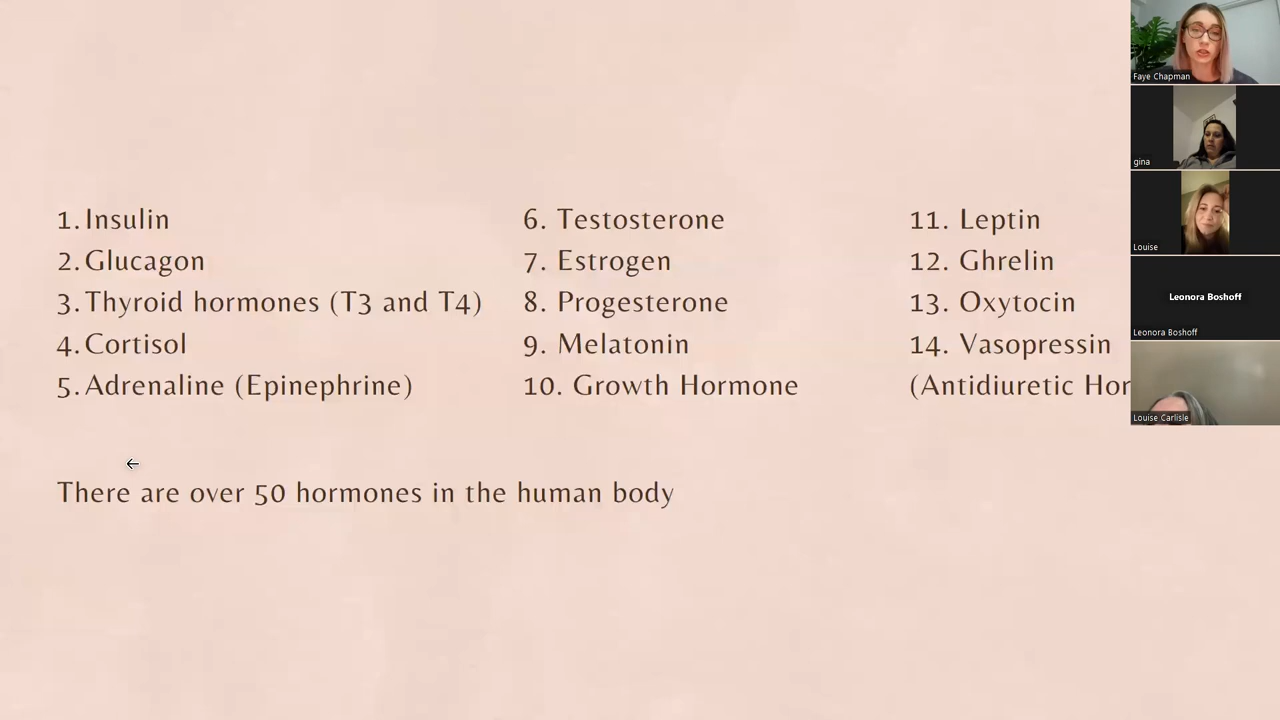 1. Insulin
2. Glucagon
3. Thyroid hormones (T3 and T4)
4. Cortisol
5. Adrenaline (Epinephrine)
6. Testosterone
7. Estrogen
8. Progesterone
9. Melatonin
10. Growth Hormone
11. Leptin
12. Ghrelin
13. Oxytocin
14. Vasopressin
(Antidiuretic Hor
There are over 50 hormones in the human body
Faye Chapman
gina
Louise
Leonora Boshoff
Leonora Boshoff
Louise Carlisle